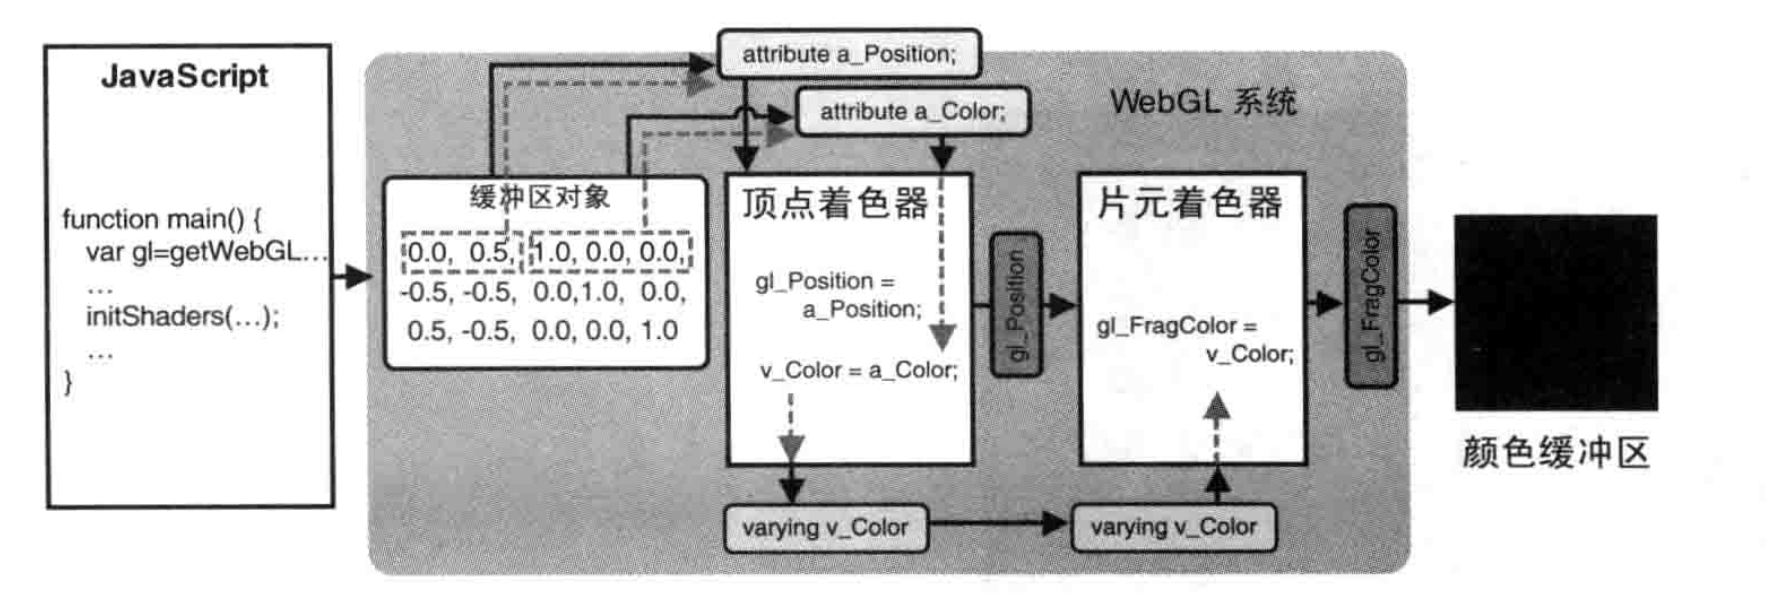 JavaScript
function main() {
var gl=getWebGL...
...
initShaders(...);
...
}
attribute a_Position;
attribute a_Color;
WebGL 系统
缓冲区对象
0.0, 0.5, 1.0, 0.0, 0.0,
-0.5, -0.5, 0.0,1.0, 0.0,
0.5, -0.5, 0.0, 0.0, 1.0
顶点着色器
gl_Position =
a_Position;
v_Color = a_Color;
varying v_Color
gl_Position
片元着色器
gl_FragColor =
v_Color;
varying v_Color
gl_FragColor
颜色缓冲区